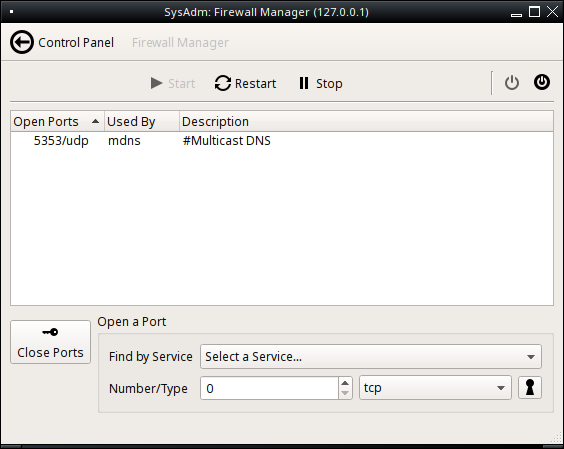 SysAdm: Firewall Manager (127.0.0.1)
Control Panel Firewall Manager
Start Restart Stop
Open Ports Used By Description
5353/udp mdns #Multicast DNS
Open a Port
Close Ports
Find by Service Select a Service...
Number/Type 0 tcp